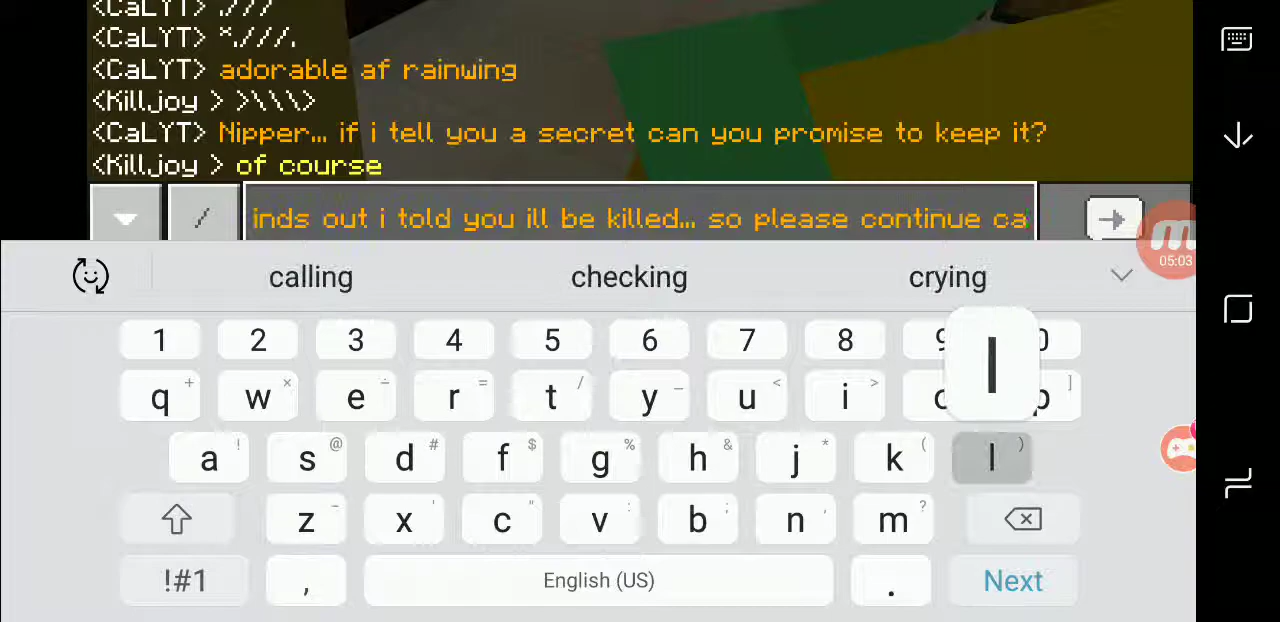 <CaLYT> .///
<CaLYT> ^.///.
<CaLYT> adorable af rainwing
<Killjoy > >\\\>
<CaLYT> Nipper... if i tell you a secret can you promise to keep it?
<Killjoy > of course
/ inds out i told you ill be killed... so please continue ca
05:03
calling checking crying
1 2 3 4 5 6 7 8 9 0
q + w × e ÷ r = t / y _ u < i > o p ]
l
a ! s @ d # f $ g % h & j * k ( l )
z - x ' c " v : b ; n , m ?
!#1 , English (US) . Next